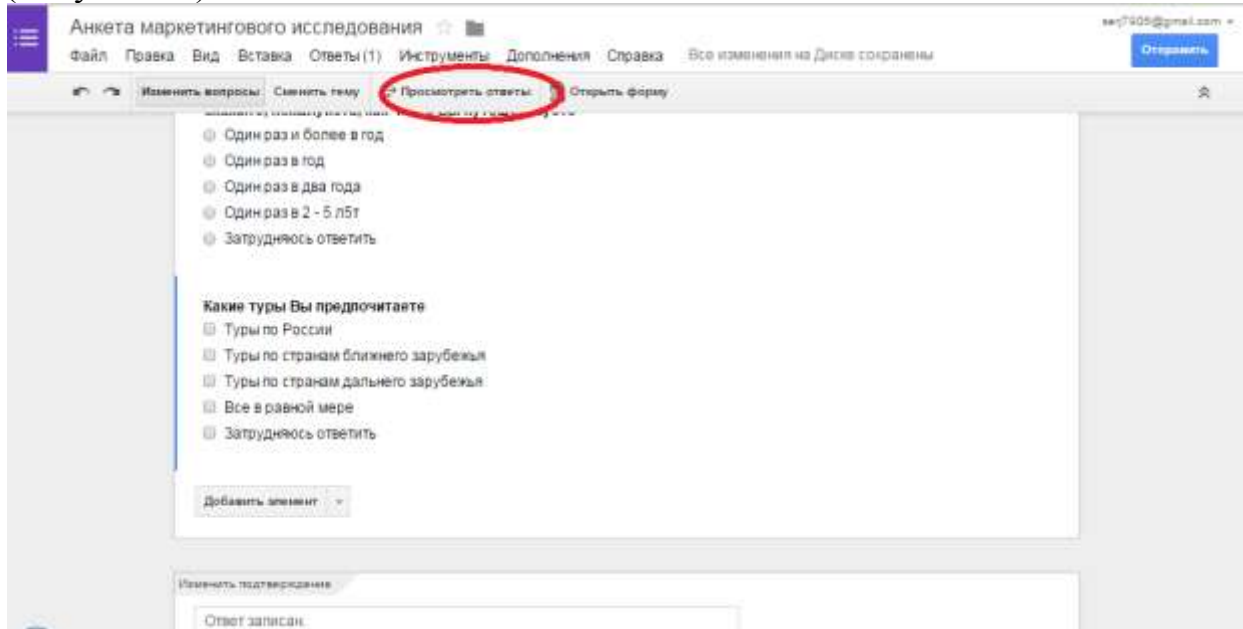 Анкета маркетингового исследования
Файл Правка Вид Вставка Ответы (1) Инструменты Дополнения Справка Все изменения на Диске сохранены
Отправить
Изменить вопросы Сменить тему Просмотреть ответы Открыть форму
Один раз и более в год
Один раз в год
Один раз в два года
Один раз в 2 - 5 л5т
Затрудняюсь ответить
Какие туры Вы предпочитаете
Туры по России
Туры по странам ближнего зарубежья
Туры по странам дальнего зарубежья
Все в равной мере
Затрудняюсь ответить
Добавить элемент
Изменить подтверждение
Ответ записан.